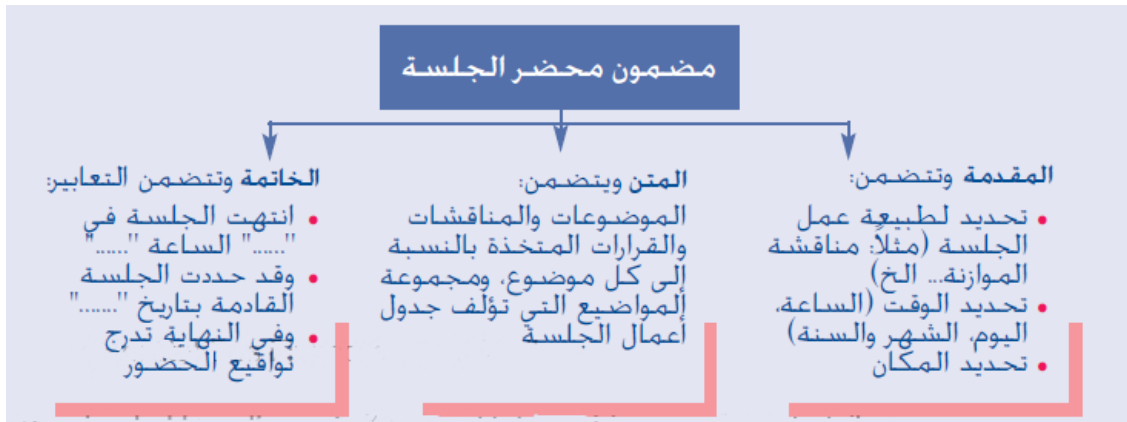 مضمون محضر الجلسة
المقدمة وتتضمن:
• تحديد لطبيعة عمل
الجلسة (مثلاً: مناقشة
الموازنة... الخ)
• تحديد الوقت (الساعة،
اليوم، الشهر والسنة)
• تحديد المكان
المتن ويتضمن:
الموضوعات والمناقشات
والقرارات المتخذة بالنسبة
إلى كل موضوع، ومجموعة
المواضيع التي تؤلف جدول
أعمال الجلسة
الخاتمة وتتضمن التعابير:
• انتهت الجلسة في
"......" الساعة "......"
• وقد حددت الجلسة
القادمة بتاريخ "......."
• وفي النهاية تدرج
تواقيع الحضور